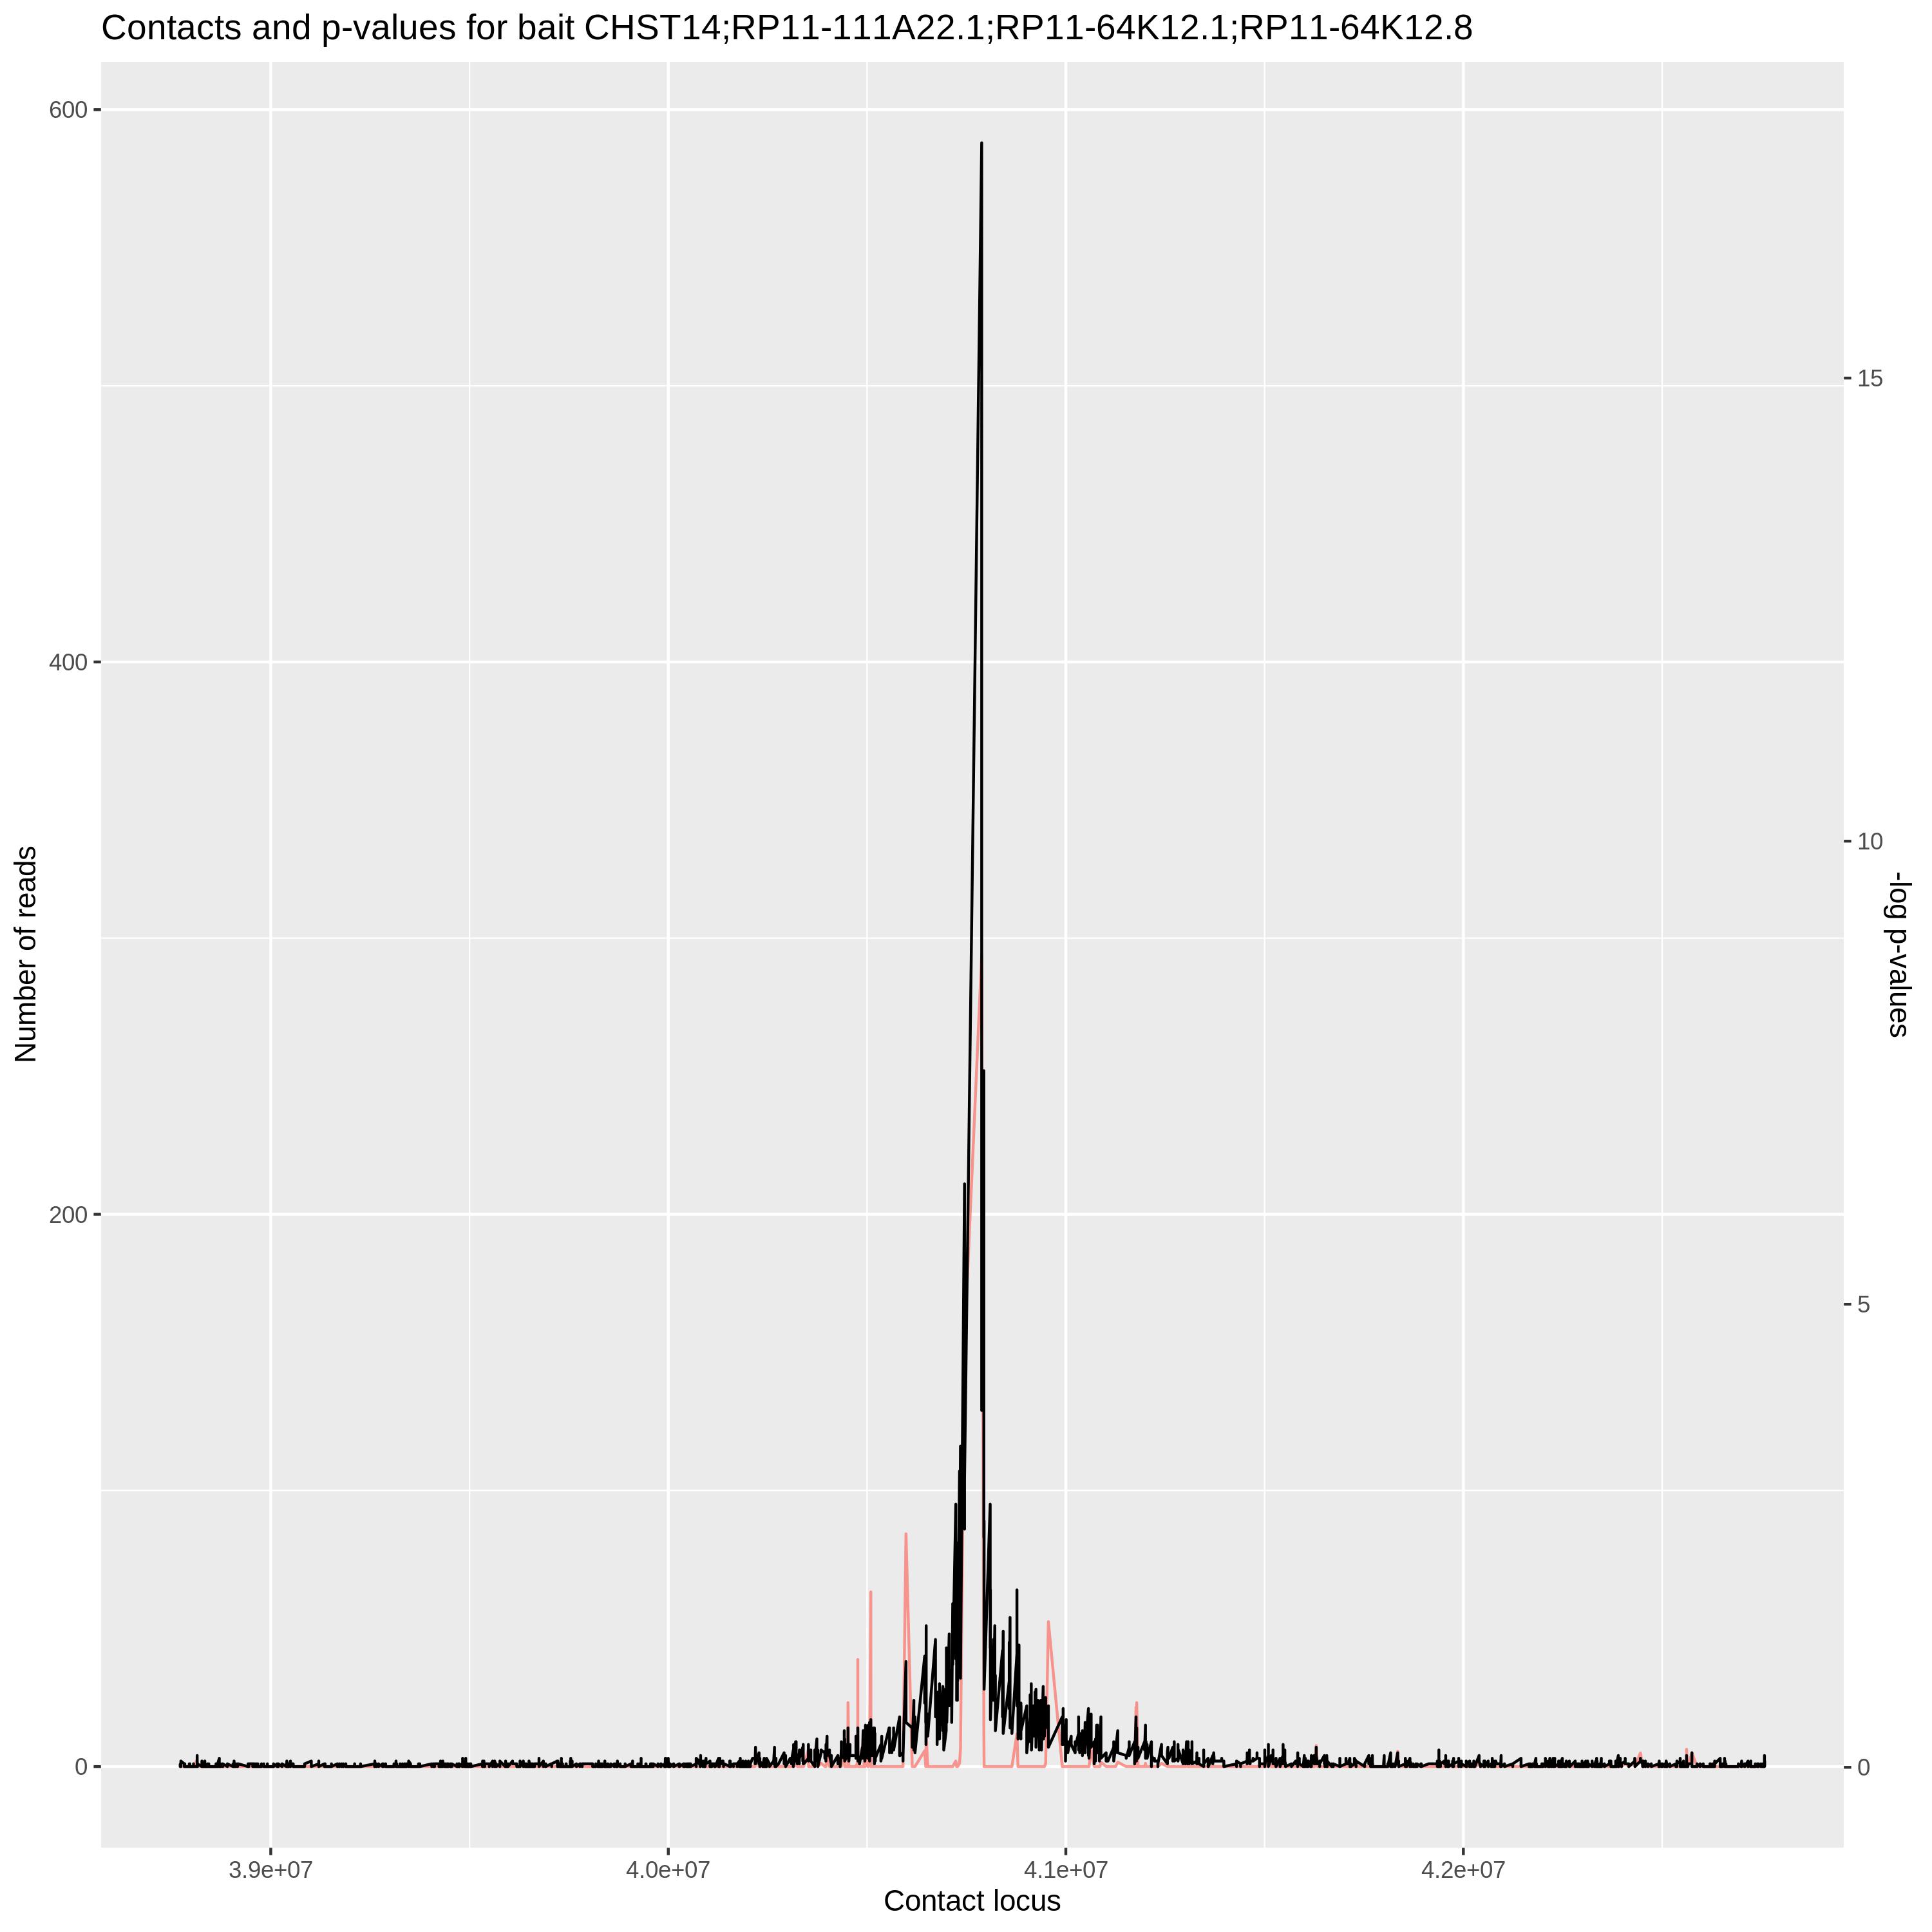 Contacts and p-values for bait CHST14;RP11-111A22.1;RP11-64K12.1;RP11-64K12.8
600
400
200
0
Number of reads
15
10
5
0
-log p-values
3.9e+07
4.0e+07
4.1e+07
4.2e+07
Contact locus